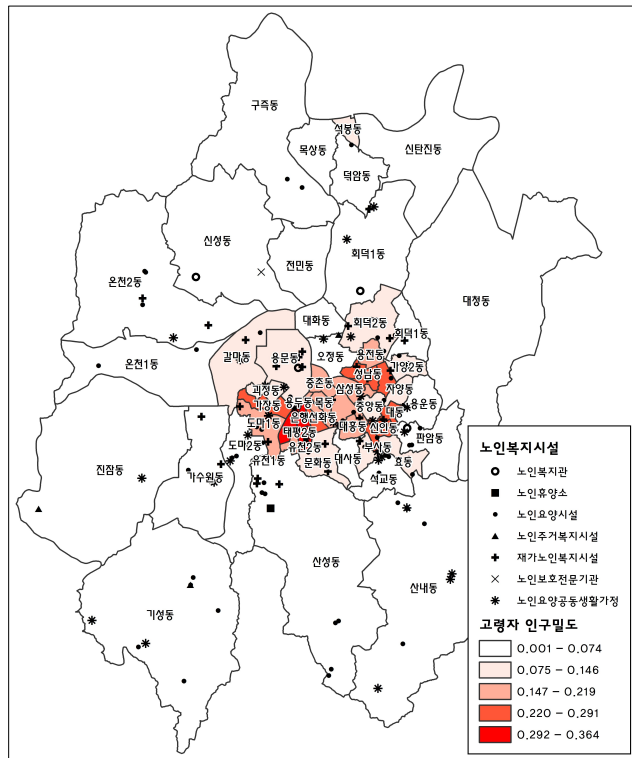 구즉동
석봉동
목상동
신탄진동
덕암동
신성동
전민동
회덕1동
온천2동
대정동
대화동
회덕2동
회덕1동
온천1동
갈마동
용문동
오정동
용전동
가양2동
성남동
괴정동
중촌동
삼성동
자양동
가장동
용두동
목동
중앙동
용운동
은행선화동
대동
도마1동
대흥동
신인동
판암동
태평2동
도마2동
유천2동
대사동
부사동
유천1동
문화동
효동
진잠동
가수원동
석교동
산성동
산내동
기성동
노인복지시설
노인복지관
노인휴양소
노인요양시설
노인주거복지시설
재가노인복지시설
노인보호전문기관
노인요양공동생활가정
고령자 인구밀도
0.001 - 0.074
0.075 - 0.146
0.147 - 0.219
0.220 - 0.291
0.292 - 0.364